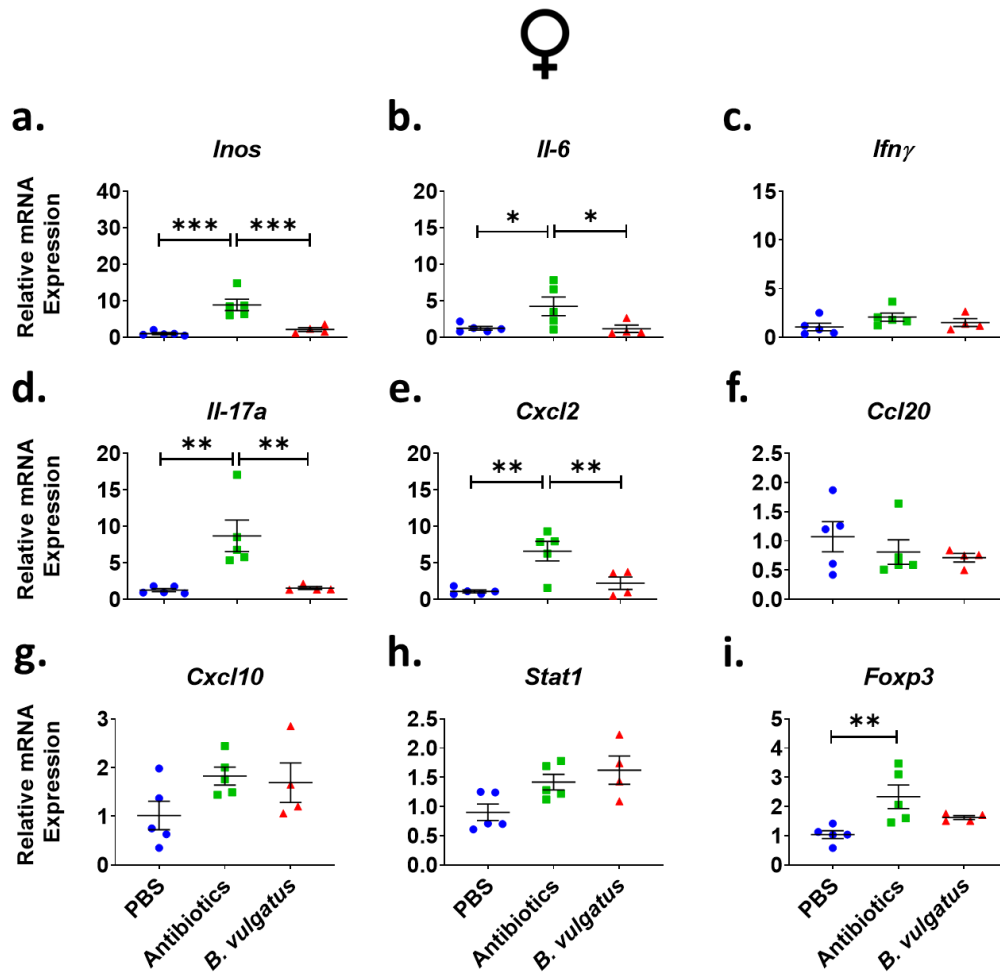 ♀
a.
b.
c.
Inos
Il-6
Ifnγ
Relative mRNA
Expression
40
30
20
10
0
*** ***
20
15
10
5
0
* *
15
10
5
0
d.
e.
f.
Il-17a
Cxcl2
Ccl20
Relative mRNA
Expression
20
15
10
5
0
** **
20
15
10
5
0
** **
2.5
2.0
1.5
1.0
0.5
0.0
g.
h.
i.
Cxcl10
Stat1
Foxp3
Relative mRNA
Expression
3
2
1
0
2.5
2.0
1.5
1.0
0.5
0.0
5
4
3
2
1
0
**
PBS
Antibiotics
B. vulgatus
PBS
Antibiotics
B. vulgatus
PBS
Antibiotics
B. vulgatus